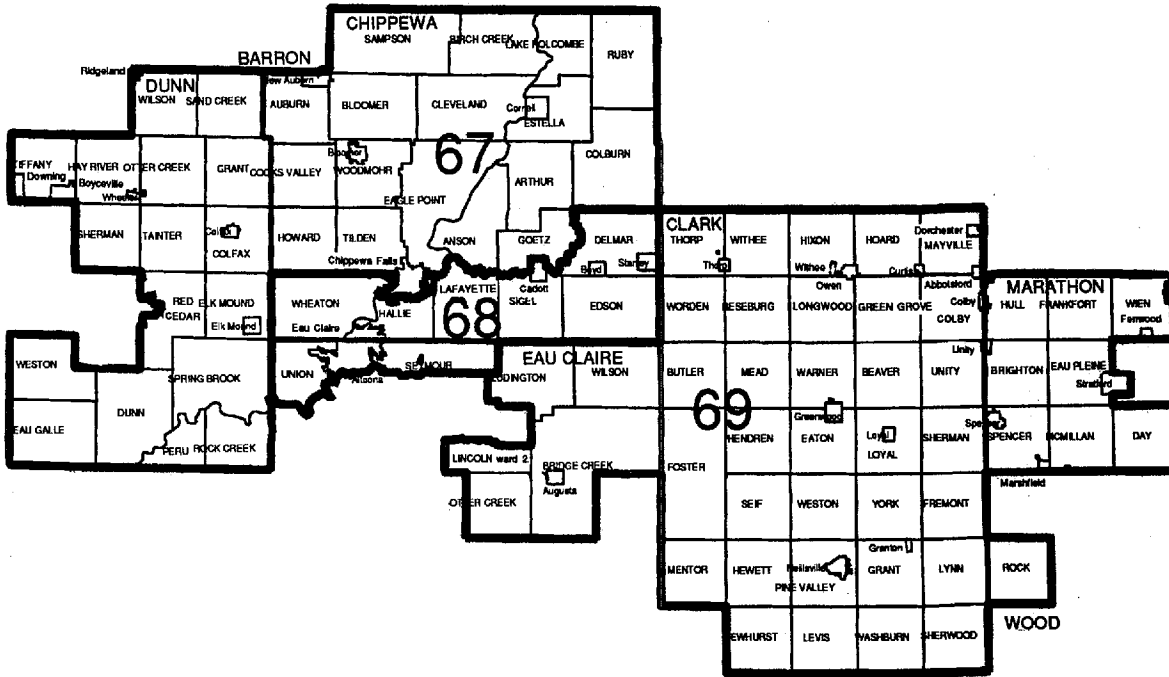 CHIPPEWA
SAMPSON
BIRCH CREEK
LAKE HOLCOMBE
RUBY
BARRON
Ridgeland
DUNN
WILSON
SAND CREEK
New Auburn
AUBURN
BLOOMER
CLEVELAND
Cornell
ESTELLA
67
COLBURN
TIFFANY
Downing
HAY RIVER
Boyceville
OTTER CREEK
Wheeler
GRANT
COOKS VALLEY
Bloomer
WOODMOHR
EAGLE POINT
ARTHUR
SHERMAN
TAINTER
Colfax
COLFAX
HOWARD
TILDEN
ANSON
GOETZ
DELMAR
CLARK
THORP
WITHEE
HIXON
HOARD
Dorchester
MAYVILLE
Chippewa Falls
Boyd
Stanley
Thorp
Withee
Owen
Curtiss
Abbotsford
LAFAYETTE
Cadott
SIGEL
MARATHON
RED CEDAR
ELK MOUND
Elk Mound
WHEATON
Eau Claire
HALLIE
68
EDSON
WORDEN
RESEBURG
LONGWOOD
GREEN GROVE
Colby
COLBY
HULL
FRANKFORT
WIEN
Fenwood
WESTON
SPRING BROOK
UNION
Altoona
SEYMOUR
EAU CLAIRE
LUDINGTON
WILSON
BUTLER
MEAD
WARNER
BEAVER
Unity
UNITY
BRIGHTON
EAU PLEINE
Stratford
EAU GALLE
DUNN
PERU
ROCK CREEK
69
Greenwood
HENDREN
EATON
Loyal
LOYAL
SHERMAN
Spencer
SPENCER
MCMILLAN
DAY
LINCOLN ward 2
BRIDGE CREEK
Augusta
FOSTER
OTTER CREEK
SEIF
WESTON
YORK
FREMONT
Marshfield
Granton
MENTOR
HEWETT
Neillsville
PINE VALLEY
GRANT
LYNN
ROCK
WOOD
DEWHURST
LEVIS
WASHBURN
SHERWOOD